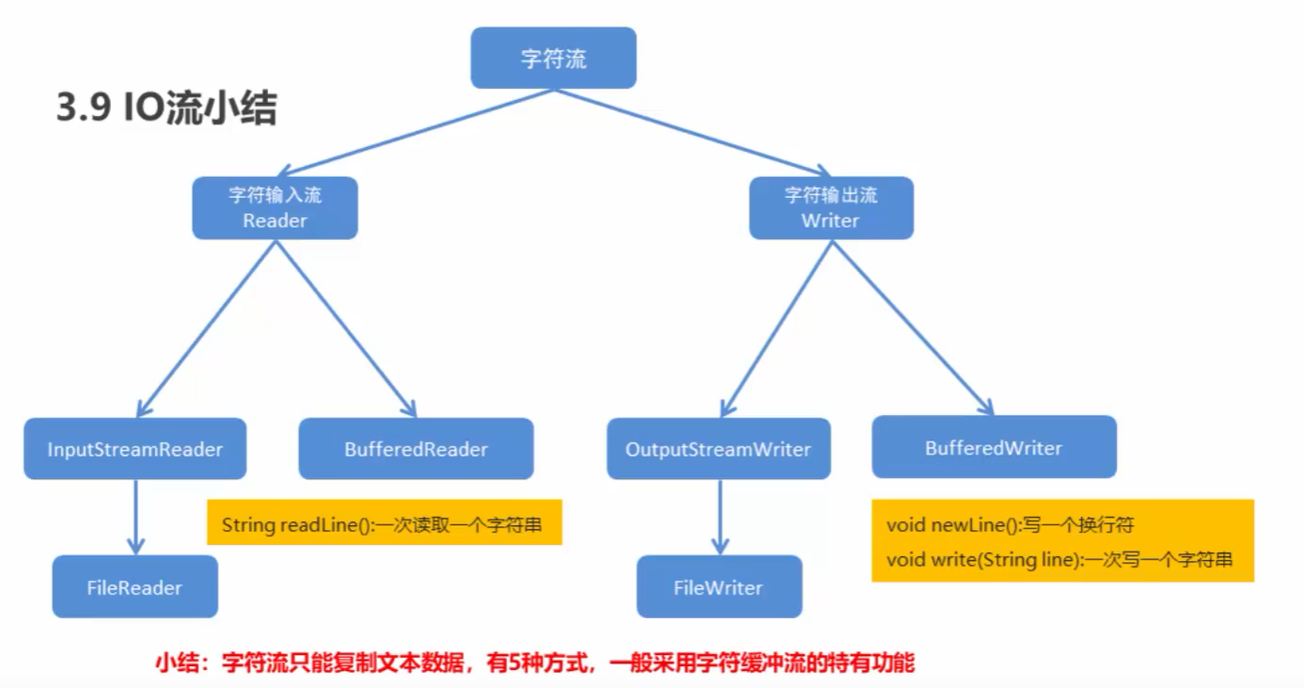 字符流
3.9 IO流小结
字符输入流
Reader
字符输出流
Writer
InputStreamReader
BufferedReader
OutputStreamWriter
BufferedWriter
String readLine():一次读取一个字符串
void newLine():写一个换行符
void write(String line):一次写一个字符串
FileReader
FileWriter
小结：字符流只能复制文本数据，有5种方式，一般采用字符缓冲流的特有功能